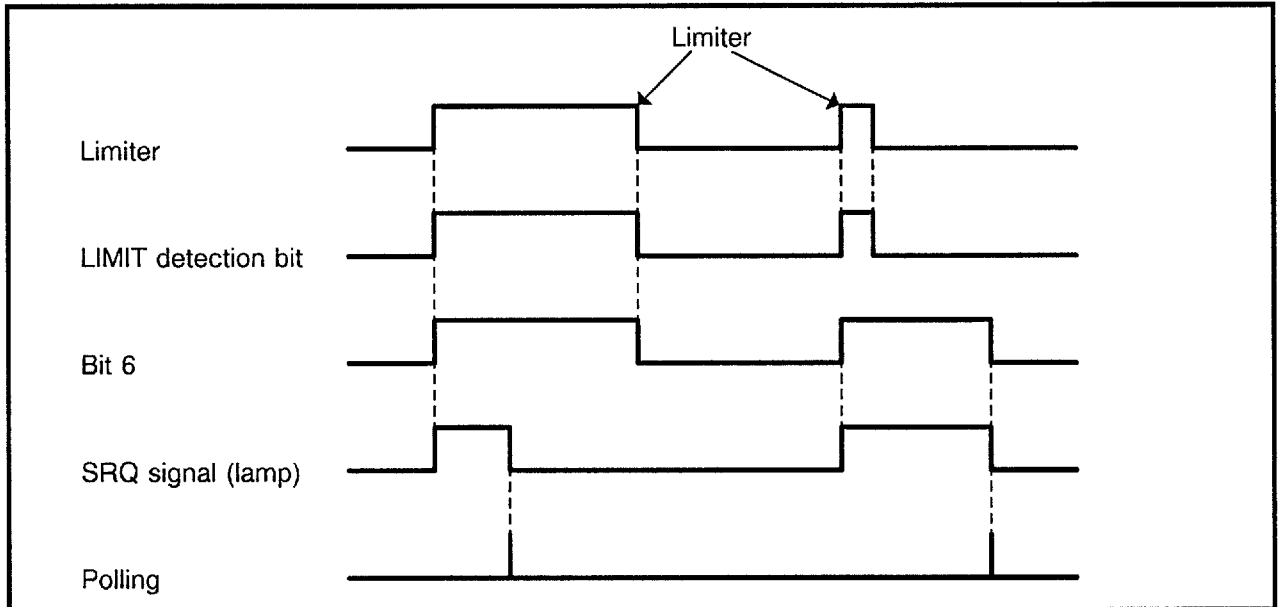 Limiter
Limiter
LIMIT detection bit
Bit 6
SRQ signal (lamp)
Polling